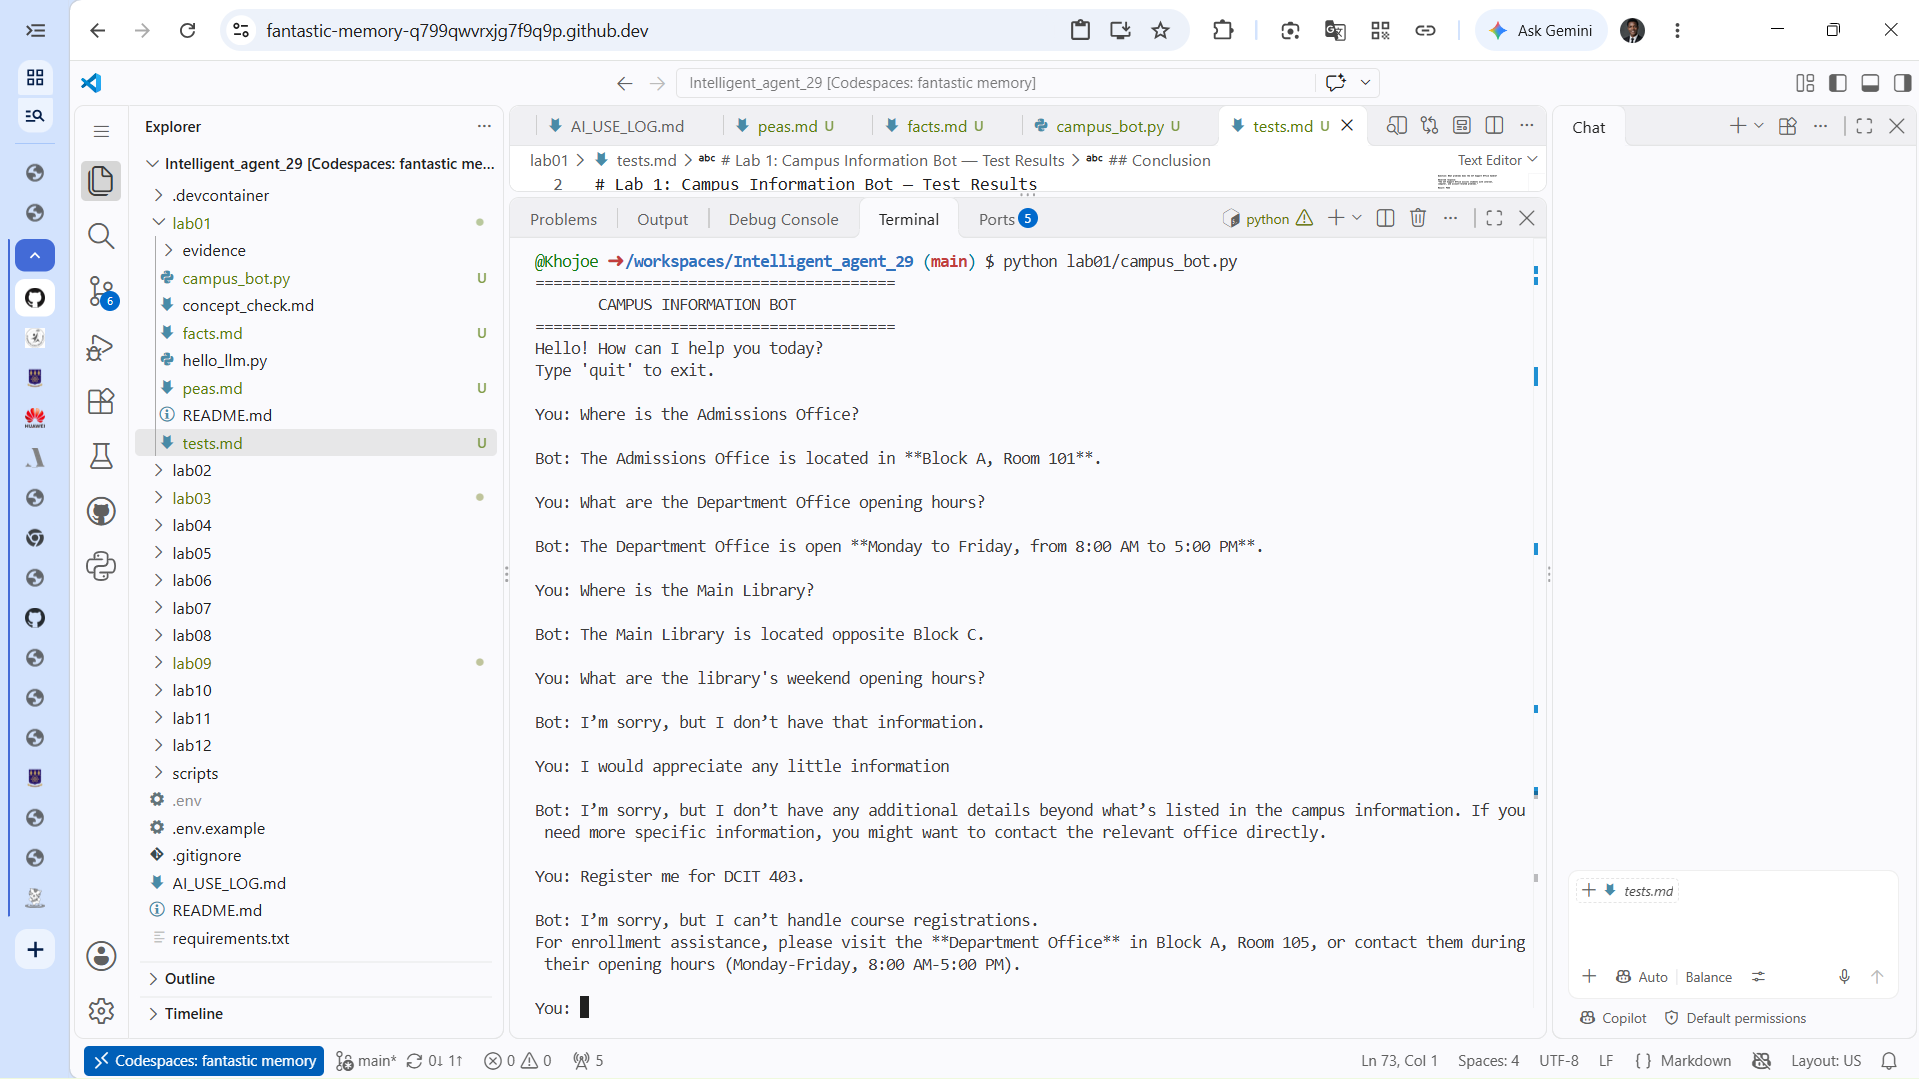 fantastic-memory-q799qwvrxjg7f9q9p.github.dev
Ask Gemini
Intelligent_agent_29 [Codespaces: fantastic memory]
Explorer
Intelligent_agent_29 [Codespaces: fantastic me...
.devcontainer
lab01
evidence
campus_bot.py U
concept_check.md
facts.md U
hello_llm.py
peas.md U
README.md
tests.md U
lab02
lab03
lab04
lab05
lab06
lab07
lab08
lab09
lab10
lab11
lab12
scripts
.env
.env.example
.gitignore
AI_USE_LOG.md
README.md
requirements.txt
Outline
Timeline
6
AI_USE_LOG.md
peas.md U
facts.md U
campus_bot.py U
tests.md U
lab01 > tests.md > abc # Lab 1: Campus Information Bot — Test Results > abc ## Conclusion
Text Editor
2 # Lab 1: Campus Information Bot — Test Results
Problems Output Debug Console Terminal Ports 5
python
@Khojoe ➜/workspaces/Intelligent_agent_29 (main) $ python lab01/campus_bot.py
========================================
CAMPUS INFORMATION BOT
========================================
Hello! How can I help you today?
Type 'quit' to exit.
You: Where is the Admissions Office?
Bot: The Admissions Office is located in **Block A, Room 101**.
You: What are the Department Office opening hours?
Bot: The Department Office is open **Monday to Friday, from 8:00 AM to 5:00 PM**.
You: Where is the Main Library?
Bot: The Main Library is located opposite Block C.
You: What are the library's weekend opening hours?
Bot: I’m sorry, but I don’t have that information.
You: I would appreciate any little information
Bot: I’m sorry, but I don’t have any additional details beyond what’s listed in the campus information. If you
need more specific information, you might want to contact the relevant office directly.
You: Register me for DCIT 403.
Bot: I’m sorry, but I can’t handle course registrations.
For enrollment assistance, please visit the **Department Office** in Block A, Room 105, or contact them during
their opening hours (Monday-Friday, 8:00 AM-5:00 PM).
You:
Chat
tests.md
Auto Balance
Copilot Default permissions
Codespaces: fantastic memory main* 0↓ 1↑ 0 0 5
Ln 73, Col 1 Spaces: 4 UTF-8 LF { } Markdown Layout: US